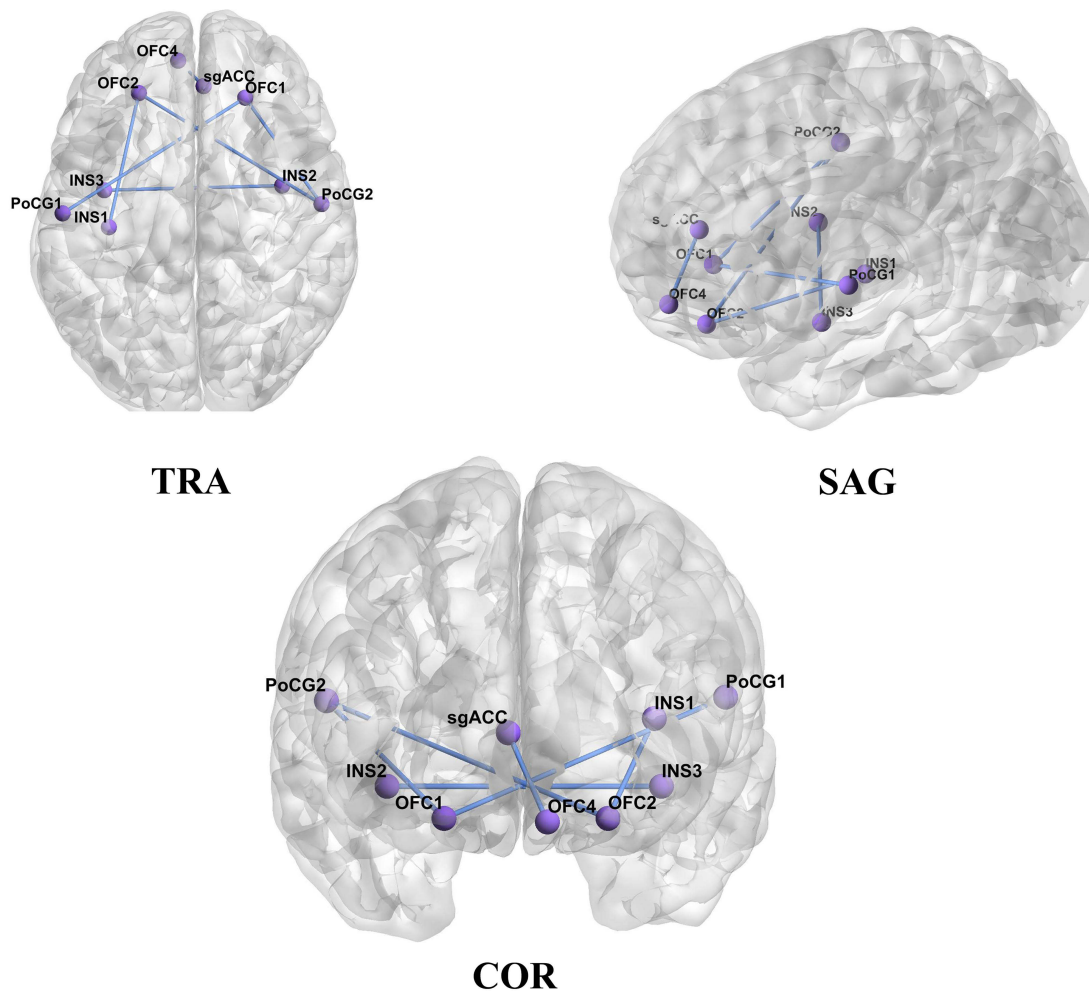 OFC4
sgACC
OFC2
OFC1
INS3
INS2
PoCG1
INS1
PoCG2
PoCG2
sgACC
INS2
OFC1
INS1
PoCG1
OFC4
OFC2
INS3
TRA
SAG
PoCG2
PoCG1
INS1
sgACC
INS2
INS3
OFC1
OFC4
OFC2
COR